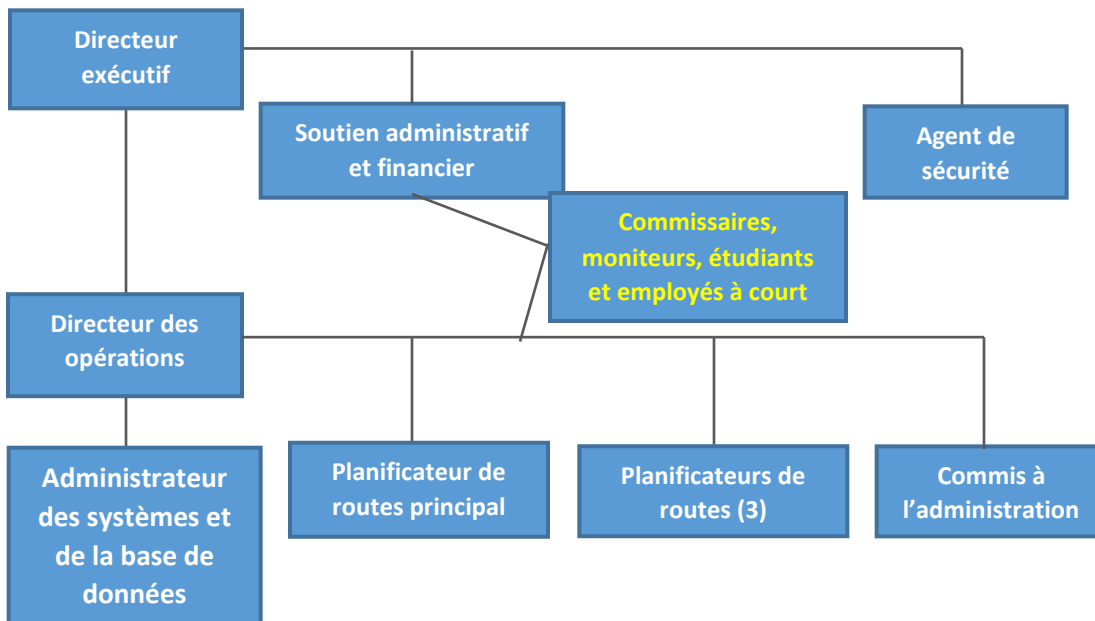 Directeur
exécutif
Soutien administratif
et financier
Agent de
sécurité
Commissaires,
moniteurs, étudiants
et employés à court
Directeur des
opérations
Administrateur
des systèmes et
de la base de
données
Planificateur de
routes principal
Planificateurs de
routes (3)
Commis à
l’administration